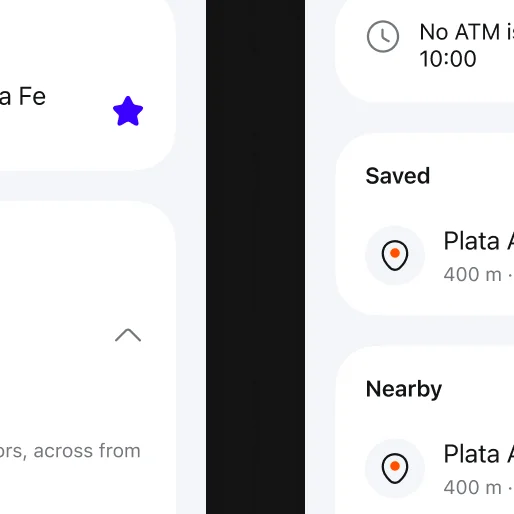 a Fe
ors, across from
No ATM is
10:00
Saved
Plata A
400 m ·
Nearby
Plata A
400 m ·